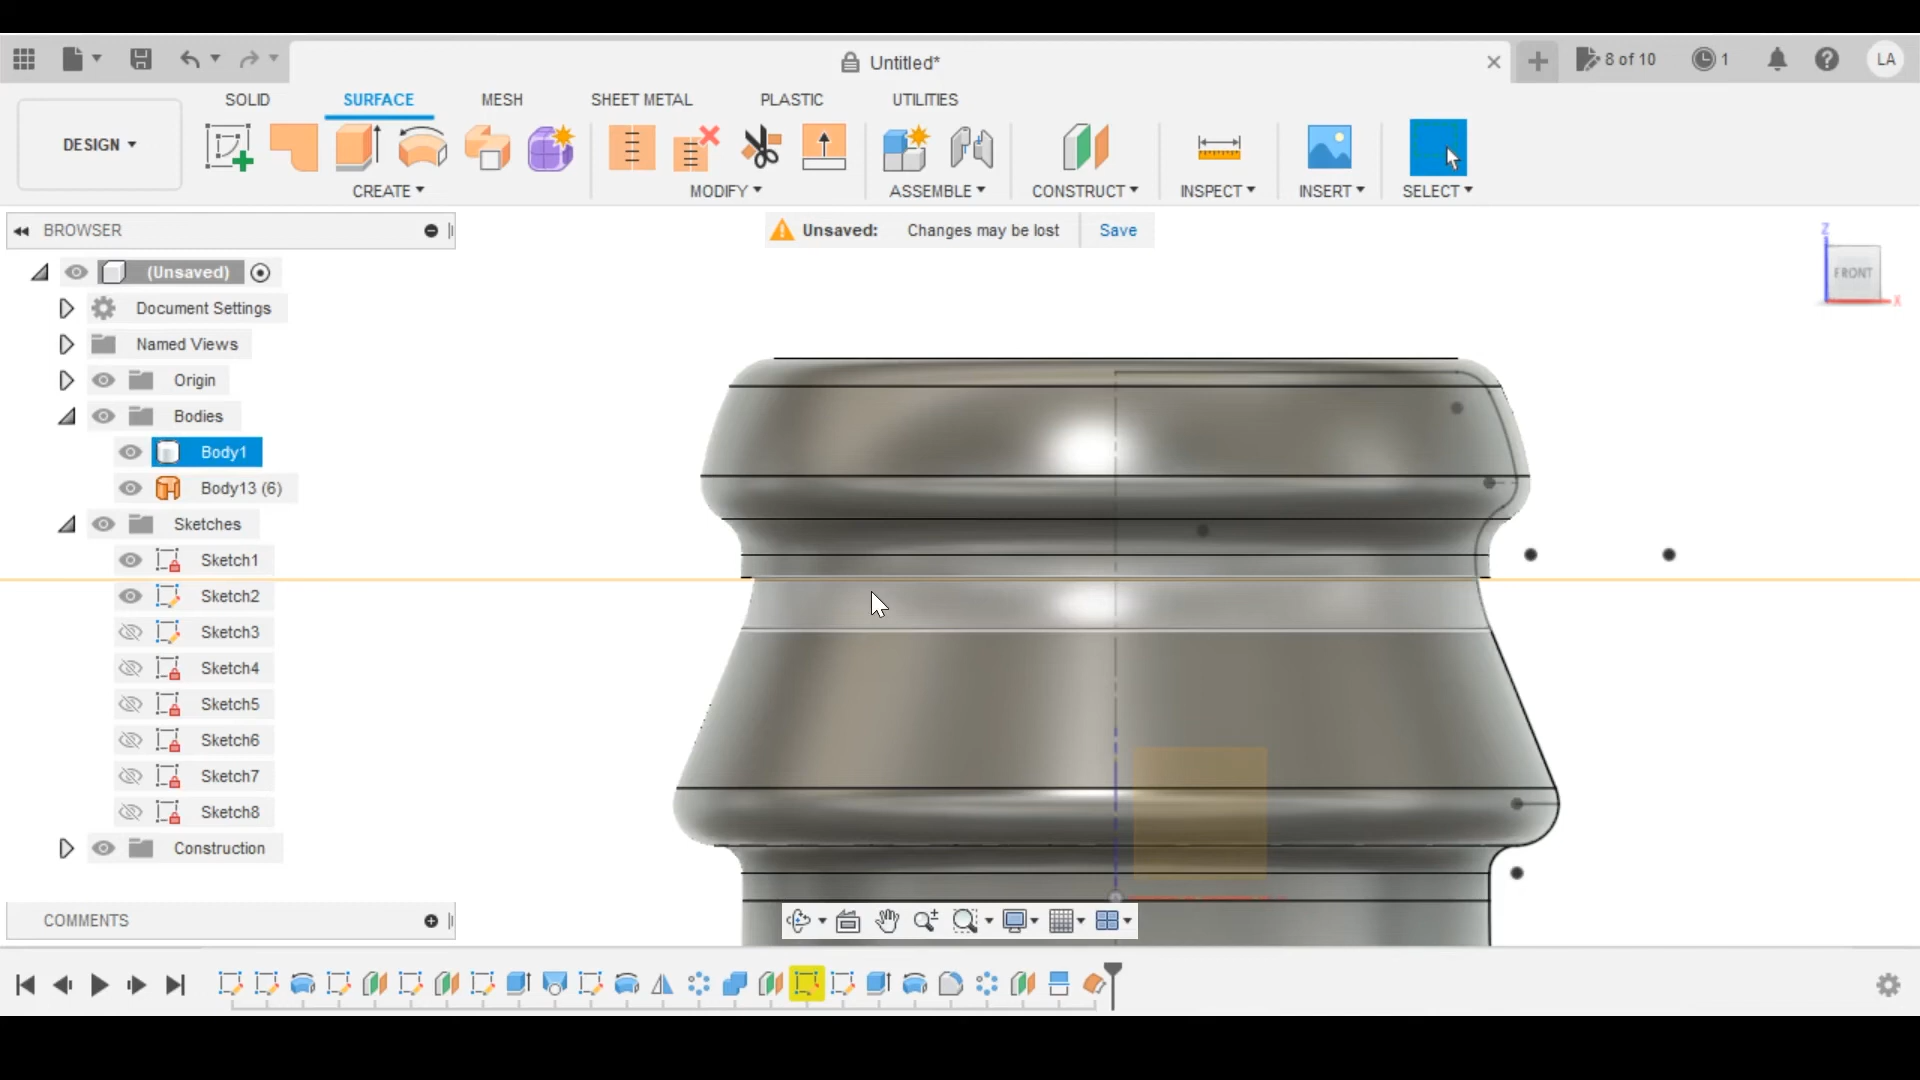 Untitled*
8 of 10
1
LA
DESIGN
SOLID
SURFACE
MESH
SHEET METAL
PLASTIC
UTILITIES
CREATE
MODIFY
ASSEMBLE
CONSTRUCT
INSPECT
INSERT
SELECT
BROWSER
Unsaved: Changes may be lost Save
(Unsaved)
Document Settings
Named Views
Origin
Bodies
Body1
Body13 (6)
Sketches
Sketch1
Sketch2
Sketch3
Sketch4
Sketch5
Sketch6
Sketch7
Sketch8
Construction
COMMENTS
Z
FRONT
X